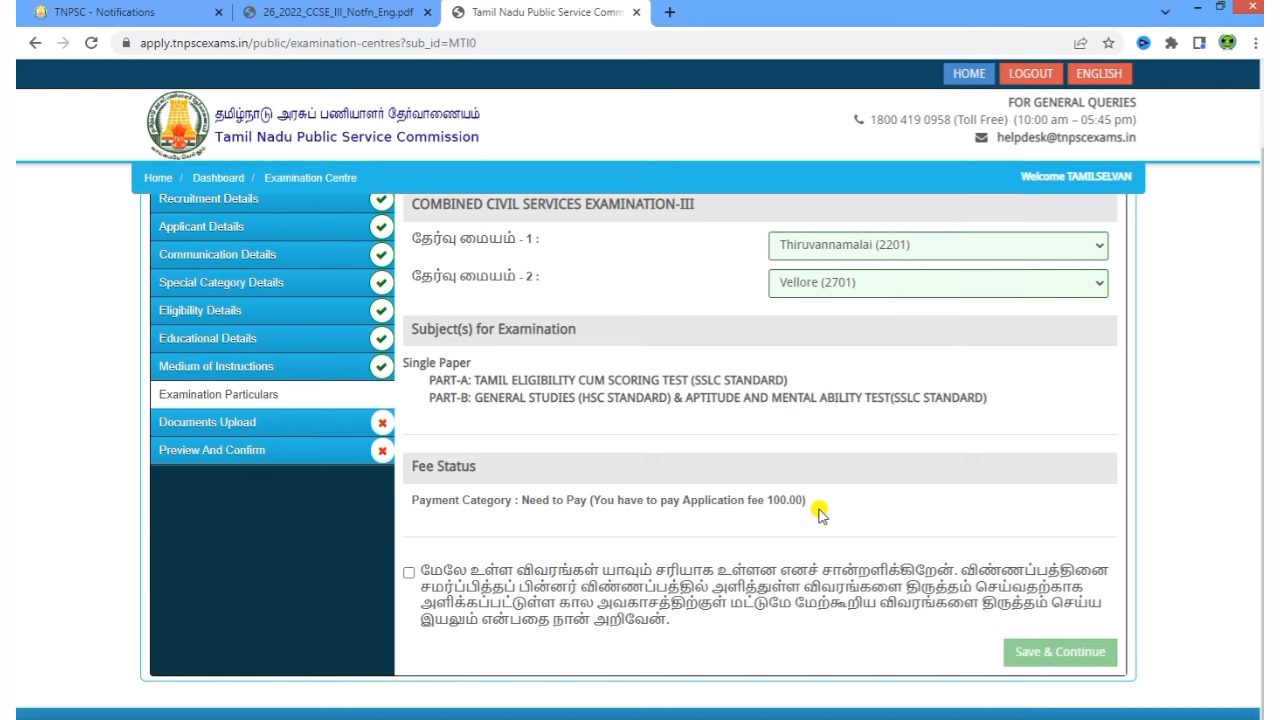 TNPSC - Notifications
26_2022_CCSE_III_Notfn_Eng.pdf
Tamil Nadu Public Service Comm
apply.tnpscexams.in/public/examination-centres?sub_id=MTI0
HOME
LOGOUT
ENGLISH
தமிழ்நாடு அரசுப் பணியாளர் தேர்வாணையம்
Tamil Nadu Public Service Commission
FOR GENERAL QUERIES
1800 419 0958 (Toll Free) (10:00 am – 05:45 pm)
helpdesk@tnpscexams.in
Home / Dashboard / Examination Centre
Welcome TAMILSELVAN
Recruitment Details
Applicant Details
Communication Details
Special Category Details
Eligibility Details
Educational Details
Medium of Instructions
Examination Particulars
Documents Upload
Preview And Confirm
COMBINED CIVIL SERVICES EXAMINATION-III
தேர்வு மையம் - 1 :
Thiruvannamalai (2201)
தேர்வு மையம் - 2 :
Vellore (2701)
Subject(s) for Examination
Single Paper
PART-A: TAMIL ELIGIBILITY CUM SCORING TEST (SSLC STANDARD)
PART-B: GENERAL STUDIES (HSC STANDARD) & APTITUDE AND MENTAL ABILITY TEST(SSLC STANDARD)
Fee Status
Payment Category : Need to Pay (You have to pay Application fee 100.00)
மேலே உள்ள விவரங்கள் யாவும் சரியாக உள்ளன எனச் சான்றளிக்கிறேன். விண்ணப்பத்தினை
சமர்ப்பித்தப் பின்னர் விண்ணப்பத்தில் அளித்துள்ள விவரங்களை திருத்தம் செய்வதற்காக
அளிக்கப்பட்டுள்ள கால அவகாசத்திற்குள் மட்டுமே மேற்கூறிய விவரங்களை திருத்தம் செய்ய
இயலும் என்பதை நான் அறிவேன்.
Save & Continue